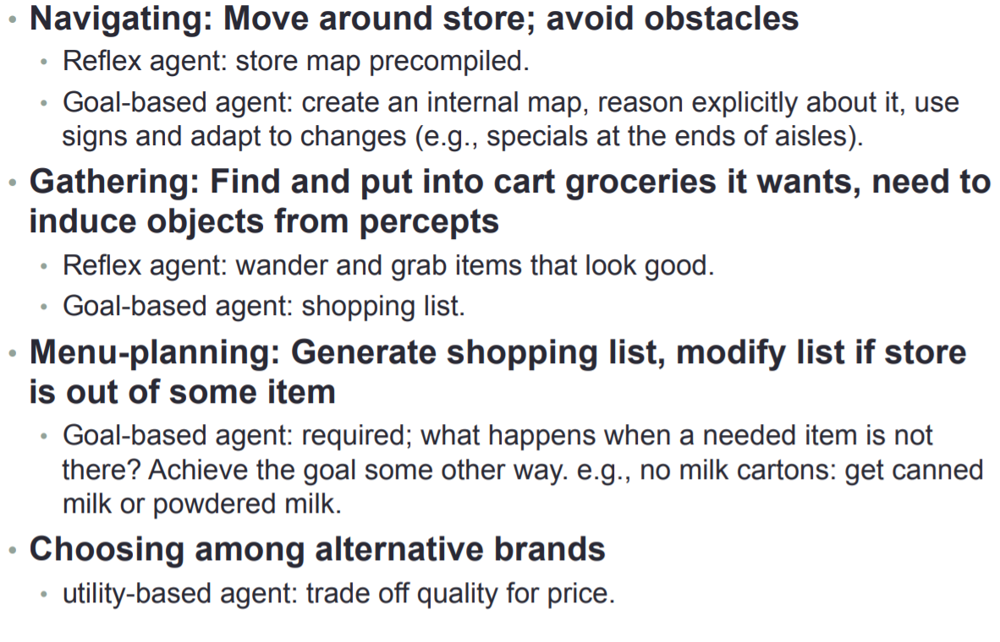 • Navigating: Move around store; avoid obstacles
• Reflex agent: store map precompiled.
• Goal-based agent: create an internal map, reason explicitly about it, use
signs and adapt to changes (e.g., specials at the ends of aisles).
• Gathering: Find and put into cart groceries it wants, need to
induce objects from percepts
• Reflex agent: wander and grab items that look good.
• Goal-based agent: shopping list.
• Menu-planning: Generate shopping list, modify list if store
is out of some item
• Goal-based agent: required; what happens when a needed item is not
there? Achieve the goal some other way. e.g., no milk cartons: get canned
milk or powdered milk.
• Choosing among alternative brands
• utility-based agent: trade off quality for price.